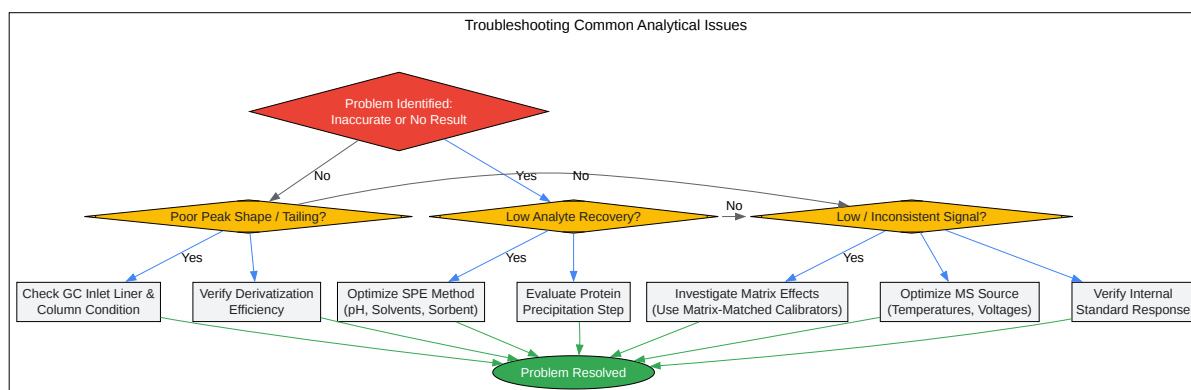 Troubleshooting Common Analytical Issues
Problem Identified:
Inaccurate or No Result
No
Yes
No
Poor Peak Shape / Tailing?
Low Analyte Recovery?
No
Low / Inconsistent Signal?
Yes
Yes
Yes
Check GC Inlet Liner &
Column Condition
Verify Derivatization
Efficiency
Optimize SPE Method
(pH, Solvents, Sorbent)
Evaluate Protein
Precipitation Step
Investigate Matrix Effects
(Use Matrix-Matched Calibrators)
Optimize MS Source
(Temperatures, Voltages)
Verify Internal
Standard Response
Problem Resolved